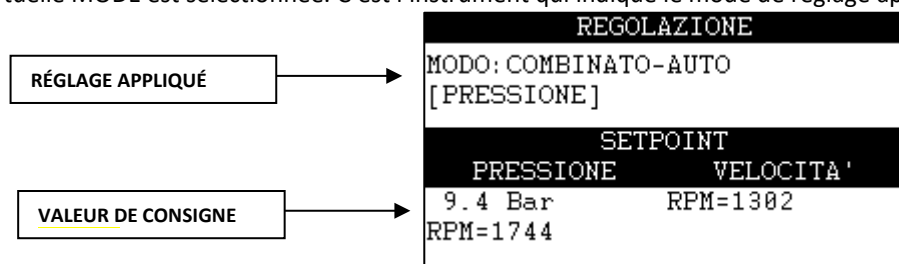 tuelle MODE est sélectionnée. C'est l'instrument qui indique le mode de réglage ap
REGOLAZIONE
RÉGLAGE APPLIQUÉ
MODO:COMBINATO-AUTO
[PRESSIONE]
SETPOINT
PRESSIONE VELOCITA'
VALEUR DE CONSIGNE
9.4 Bar RPM=1302
RPM=1744